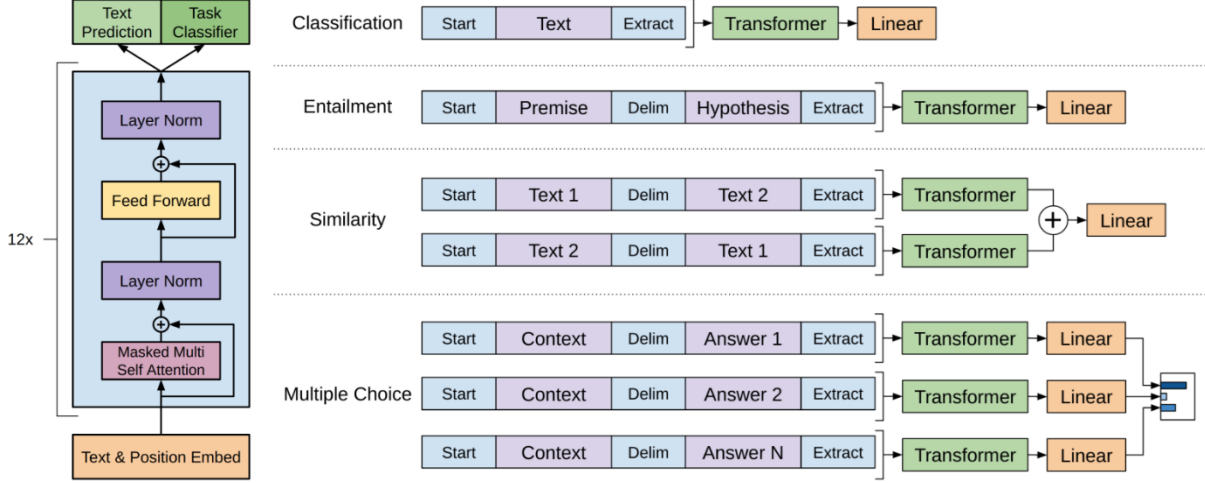 Text
Prediction
Task
Classifier
Layer Norm
Feed Forward
12x
Layer Norm
Masked Multi
Self Attention
Text & Position Embed
Classification
Start Text Extract Transformer Linear
Entailment
Start Premise Delim Hypothesis Extract Transformer Linear
Similarity
Start Text 1 Delim Text 2 Extract Transformer
Start Text 2 Delim Text 1 Extract Transformer
+ Linear
Multiple Choice
Start Context Delim Answer 1 Extract Transformer Linear
Start Context Delim Answer 2 Extract Transformer Linear
Start Context Delim Answer N Extract Transformer Linear